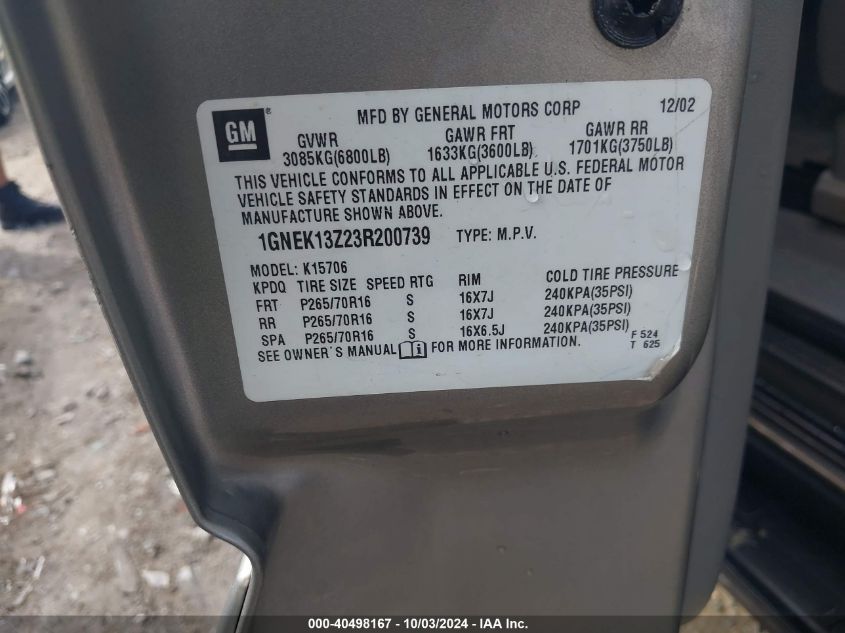 GM ®
MFD BY GENERAL MOTORS CORP 12/02
GVWR GAWR FRT GAWR RR
3085KG(6800LB) 1633KG(3600LB) 1701KG(3750LB)
THIS VEHICLE CONFORMS TO ALL APPLICABLE U.S. FEDERAL MOTOR
VEHICLE SAFETY STANDARDS IN EFFECT ON THE DATE OF
MANUFACTURE SHOWN ABOVE.
1GNEK13Z23R200739 TYPE: M.P.V.
MODEL: K15706
KPDQ TIRE SIZE SPEED RTG RIM COLD TIRE PRESSURE
FRT P265/70R16 S 16X7J 240KPA(35PSI)
RR P265/70R16 S 16X7J 240KPA(35PSI)
SPA P265/70R16 S 16X6.5J 240KPA(35PSI)
SEE OWNER'S MANUAL i FOR MORE INFORMATION.
F 524
T 625
000-40498167 - 10/03/2024 - IAA Inc.